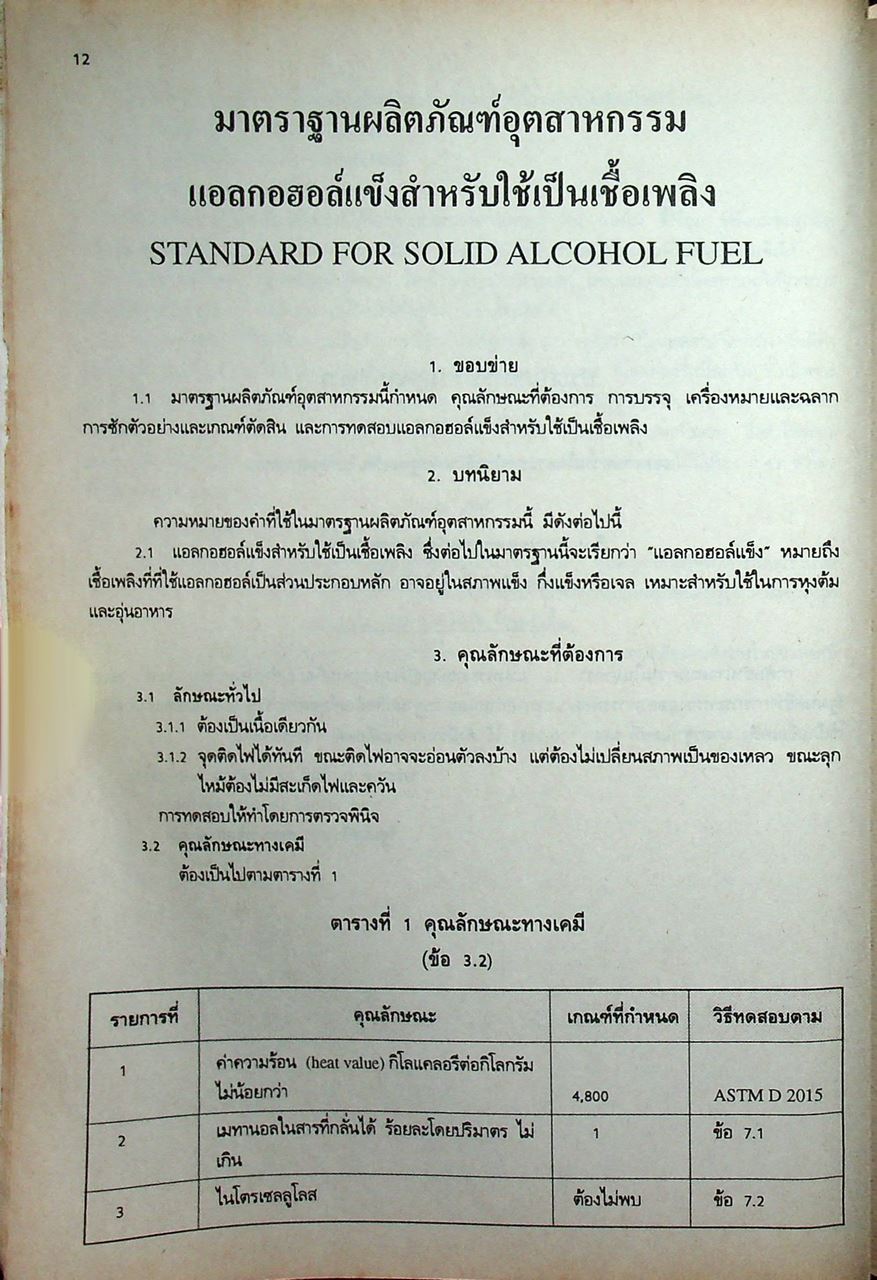 12
มาตราฐานผลิตภัณฑ์อุตสาหกรรม
แอลกอฮอล์แข็งสำหรับใช้เป็นเชื้อเพลิง
STANDARD FOR SOLID ALCOHOL FUEL
1. ขอบข่าย
1.1 มาตรฐานผลิตภัณฑ์อุตสาหกรรมนี้กำหนด คุณลักษณะที่ต้องการ การบรรจุ เครื่องหมายและฉลาก
การชักตัวอย่างและเกณฑ์ตัดสิน และการทดสอบแอลกอฮอล์แข็งสำหรับใช้เป็นเชื้อเพลิง
2. บทนิยาม
ความหมายของคำที่ใช้ในมาตรฐานผลิตภัณฑ์อุตสาหกรรมนี้ มีดังต่อไปนี้
2.1 แอลกอฮอล์แข็งสำหรับใช้เป็นเชื้อเพลิง ซึ่งต่อไปในมาตรฐานนี้จะเรียกว่า "แอลกอฮอล์แข็ง" หมายถึง
เชื้อเพลิงที่ที่ใช้แอลกอฮอล์เป็นส่วนประกอบหลัก อาจอยู่ในสภาพแข็ง กึ่งแข็งหรือเจล เหมาะสำหรับใช้ในการหุงต้ม
และอุ่นอาหาร
3. คุณลักษณะที่ต้องการ
3.1 ลักษณะทั่วไป
3.1.1 ต้องเป็นเนื้อเดียวกัน
3.1.2 จุดติดไฟได้ทันที ขณะติดไฟอาจจะอ่อนตัวลงบ้าง แต่ต้องไม่เปลี่ยนสภาพเป็นของเหลว ขณะลุก
ไหม้ต้องไม่มีสะเก็ดไฟและควัน
การทดสอบให้ทำโดยการตรวจพินิจ
3.2 คุณลักษณะทางเคมี
ต้องเป็นไปตามตารางที่ 1
ตารางที่ 1 คุณลักษณะทางเคมี
(ข้อ 3.2)
รายการที่ คุณลักษณะ เกณฑ์ที่กำหนด วิธีทดสอบตาม
1 ค่าความร้อน (heat value) กิโลแคลอรีต่อกิโลกรัม
ไม่น้อยกว่า 4,800 ASTM D 2015
2 เมทานอลในสารที่กลั่นได้ ร้อยละโดยปริมาตร ไม่ 1 ข้อ 7.1
เกิน
3 ไนโตรเซลลูโลส ต้องไม่พบ ข้อ 7.2